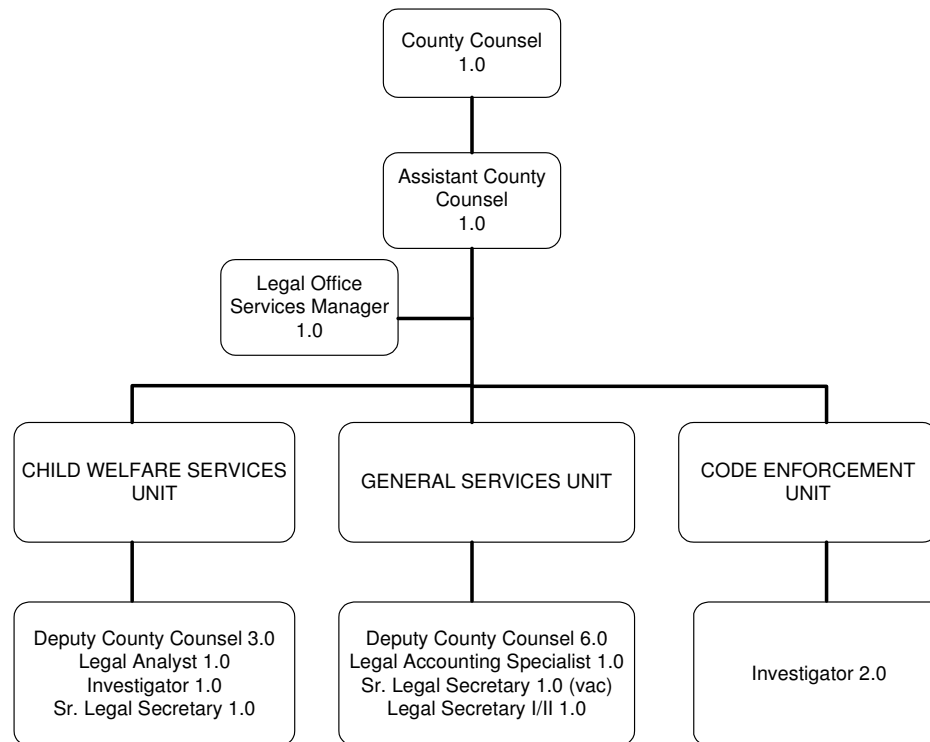 County Counsel
1.0
Assistant County
Counsel
1.0
Legal Office
Services Manager
1.0
CHILD WELFARE SERVICES
UNIT
GENERAL SERVICES UNIT
CODE ENFORCEMENT
UNIT
Deputy County Counsel 3.0
Legal Analyst 1.0
Investigator 1.0
Sr. Legal Secretary 1.0
Deputy County Counsel 6.0
Legal Accounting Specialist 1.0
Sr. Legal Secretary 1.0 (vac)
Legal Secretary I/II 1.0
Investigator 2.0